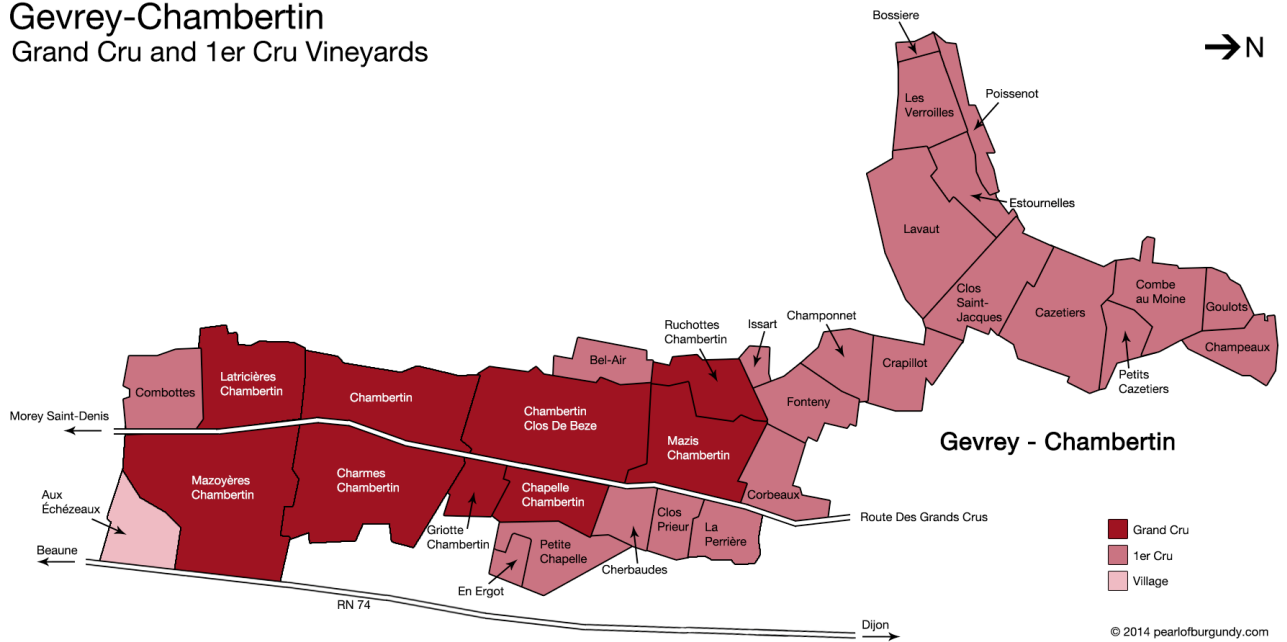 Gevrey-Chambertin
Grand Cru and 1er Cru Vineyards
N
Bossiere
Les
Verroilles
Poissenot
Estournelles
Lavaut
Clos
Saint-
Jacques
Cazetiers
Combe
au Moine
Goulots
Champeaux
Petits
Cazetiers
Ruchottes
Chambertin
Issart
Champonnet
Crapillot
Fonteny
Bel-Air
Combottes
Latricières
Chambertin
Chambertin
Chambertin
Clos De Beze
Mazis
Chambertin
Corbeaux
Morey Saint-Denis
Gevrey - Chambertin
Mazoyères
Chambertin
Charmes
Chambertin
Griotte
Chambertin
Chapelle
Chambertin
Clos
Prieur
La
Perrière
Route Des Grands Crus
Aux
Échézeaux
Beaune
Petite
Chapelle
En Ergot
Cherbaudes
RN 74
Dijon
Grand Cru
1er Cru
Village
© 2014 pearlofburgundy.com